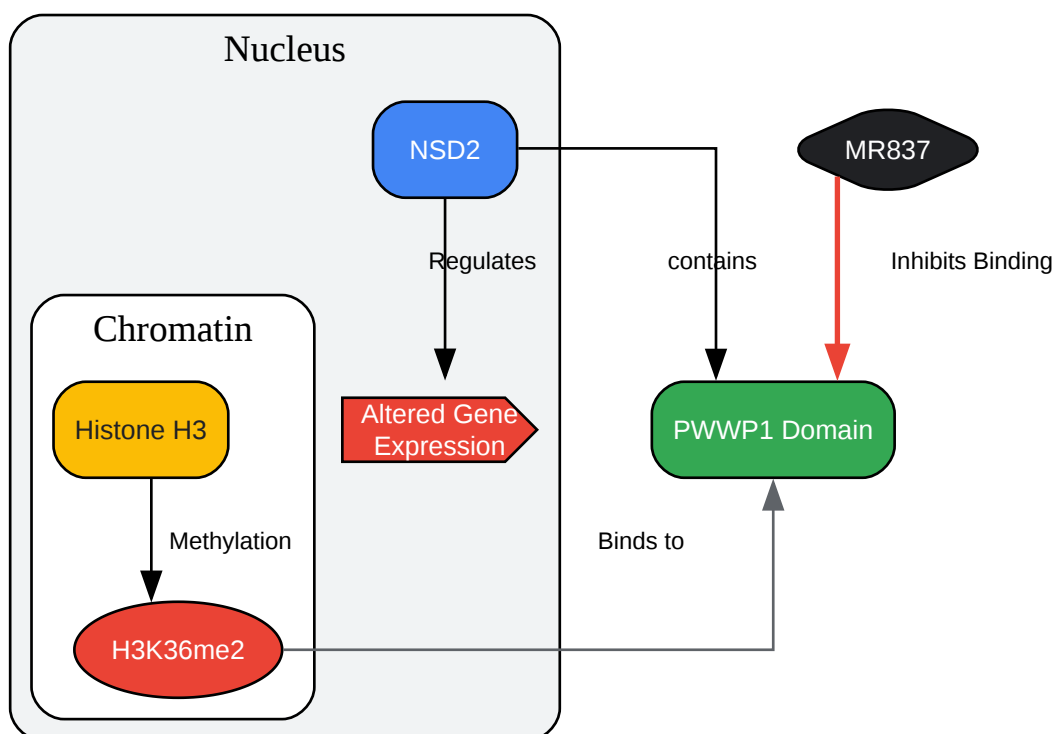 Nucleus
NSD2
MR837
Regulates
contains
Inhibits Binding
Chromatin
Histone H3
Altered Gene
Expression
PWWP1 Domain
Methylation
Binds to
H3K36me2